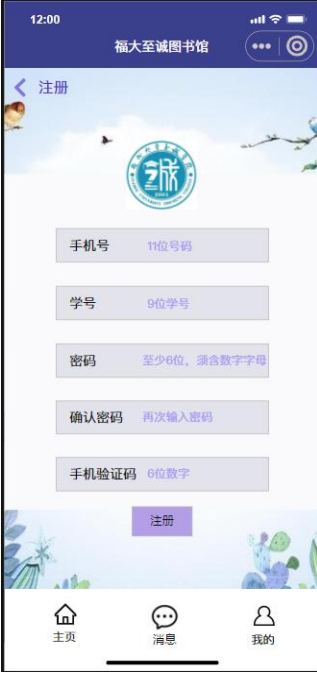 12:00
福大至诚图书馆
注册
诚
手机号 11位号码
学号 9位学号
密码 至少6位，须含数字字母
确认密码 再次输入密码
手机验证码 6位数字
注册
主页 消息 我的